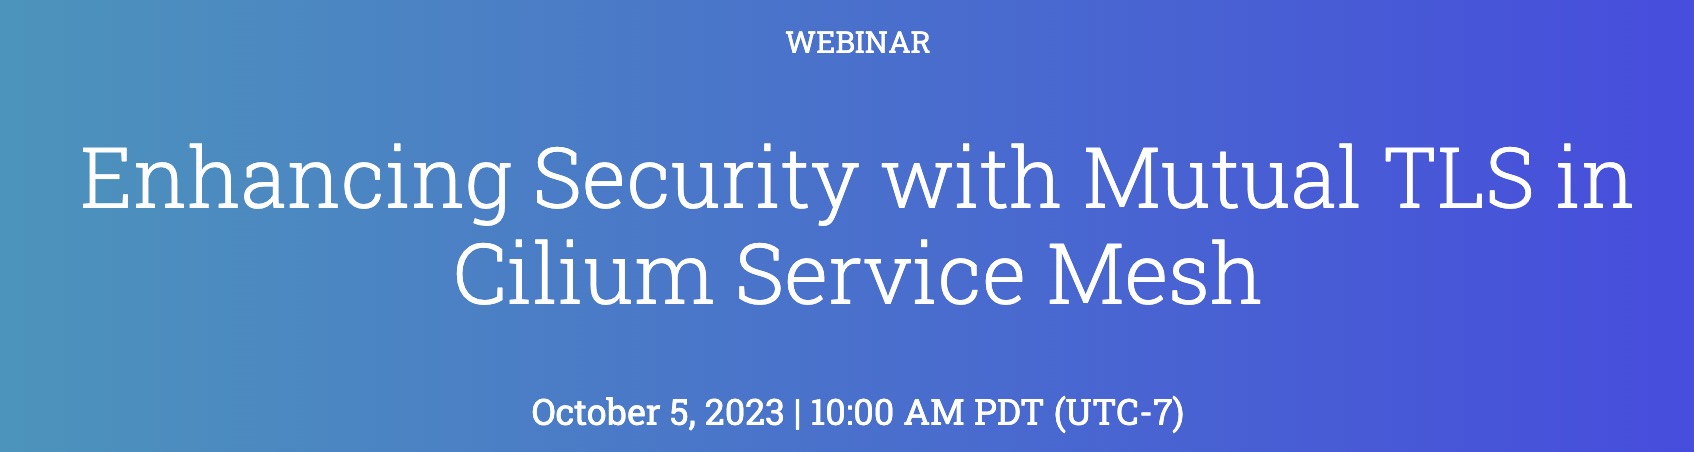 WEBINAR
Enhancing Security with Mutual TLS in
Cilium Service Mesh
October 5, 2023 | 10:00 AM PDT (UTC-7)